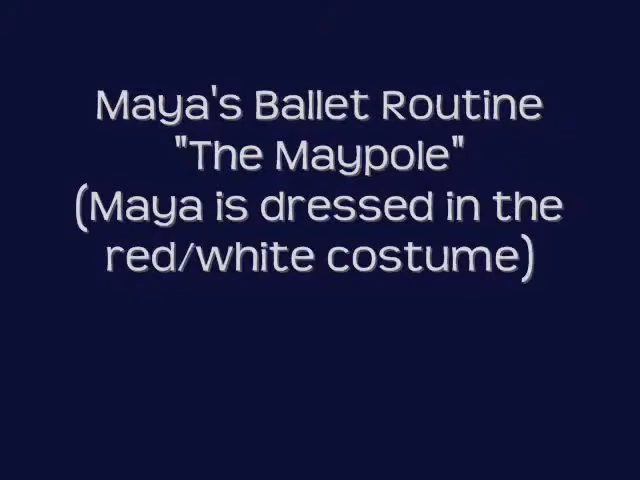 Maya's Ballet Routine
"The Maypole"
(Maya is dressed in the
red/white costume)